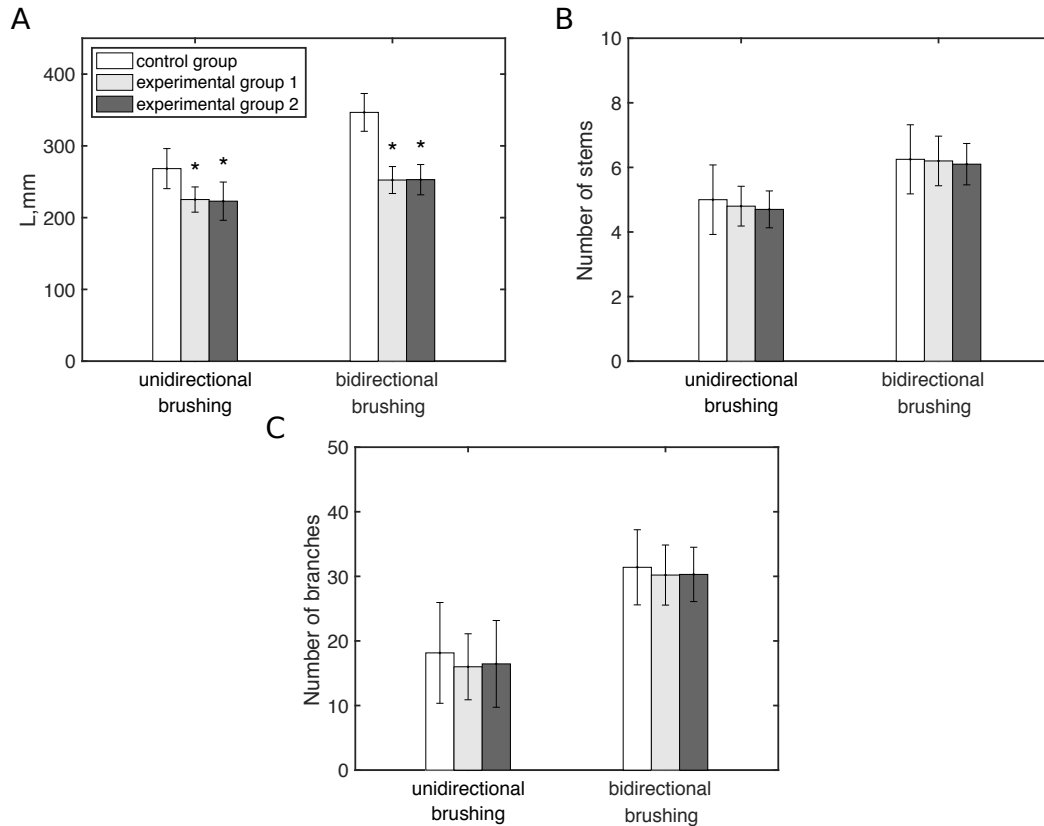 A
L,mm
400
300
200
100
0
control group
experimental group 1
experimental group 2
* *
* *
unidirectional
brushing
bidirectional
brushing
B
Number of stems
10
8
6
4
2
0
unidirectional
brushing
bidirectional
brushing
C
Number of branches
50
40
30
20
10
0
unidirectional
brushing
bidirectional
brushing